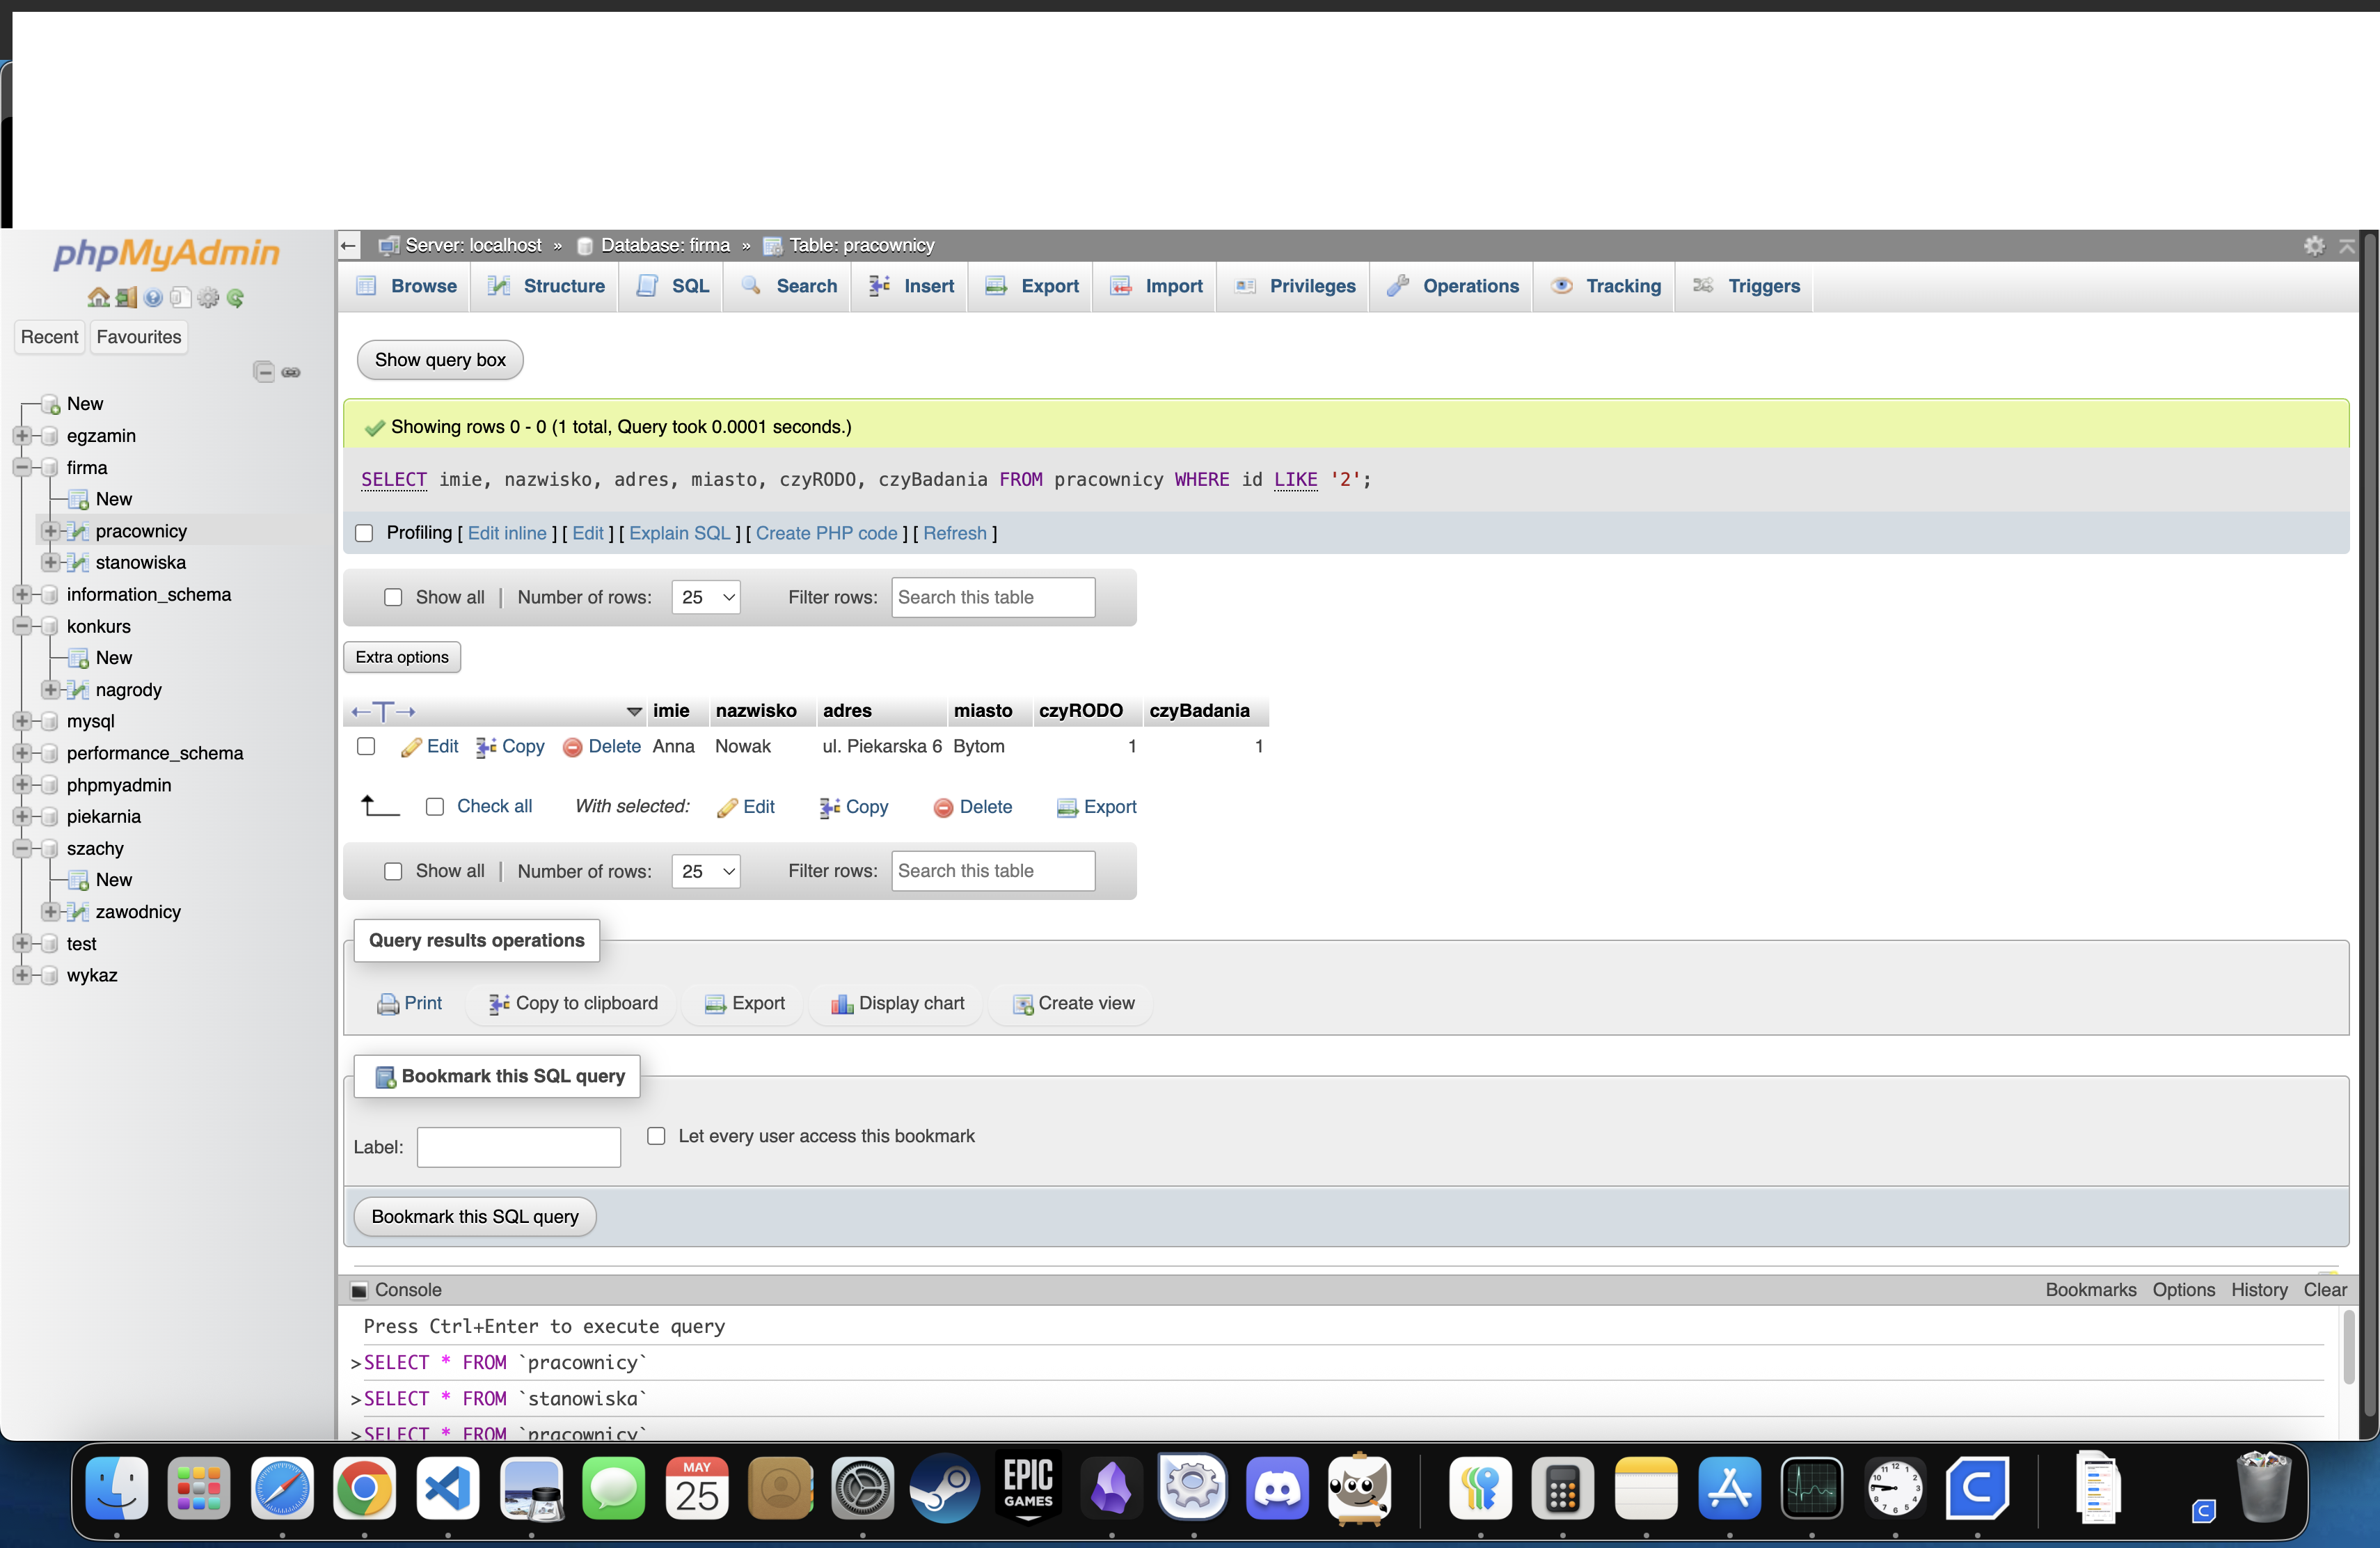 phpMyAdmin
Recent Favourites
New
egzamin
firma
New
pracownicy
stanowiska
information_schema
konkurs
New
nagrody
mysql
performance_schema
phpmyadmin
piekarnia
szachy
New
zawodnicy
test
wykaz
Server: localhost » Database: firma » Table: pracownicy
Browse Structure SQL Search Insert Export Import Privileges Operations Tracking Triggers
Show query box
Showing rows 0 - 0 (1 total, Query took 0.0001 seconds.)
SELECT imie, nazwisko, adres, miasto, czyRODO, czyBadania FROM pracownicy WHERE id LIKE '2';
Profiling [ Edit inline ] [ Edit ] [ Explain SQL ] [ Create PHP code ] [ Refresh ]
Show all | Number of rows: 25 Filter rows: Search this table
Extra options
←T→ imie nazwisko adres miasto czyRODO czyBadania
Edit Copy Delete Anna Nowak ul. Piekarska 6 Bytom 1 1
Check all With selected: Edit Copy Delete Export
Show all | Number of rows: 25 Filter rows: Search this table
Query results operations
Print Copy to clipboard Export Display chart Create view
Bookmark this SQL query
Label: Let every user access this bookmark
Bookmark this SQL query
Console Bookmarks Options History Clear
Press Ctrl+Enter to execute query
>SELECT * FROM `pracownicy`
>SELECT * FROM `stanowiska`
>SELECT * FROM `pracownicy`
MAY
25
EPIC
GAMES